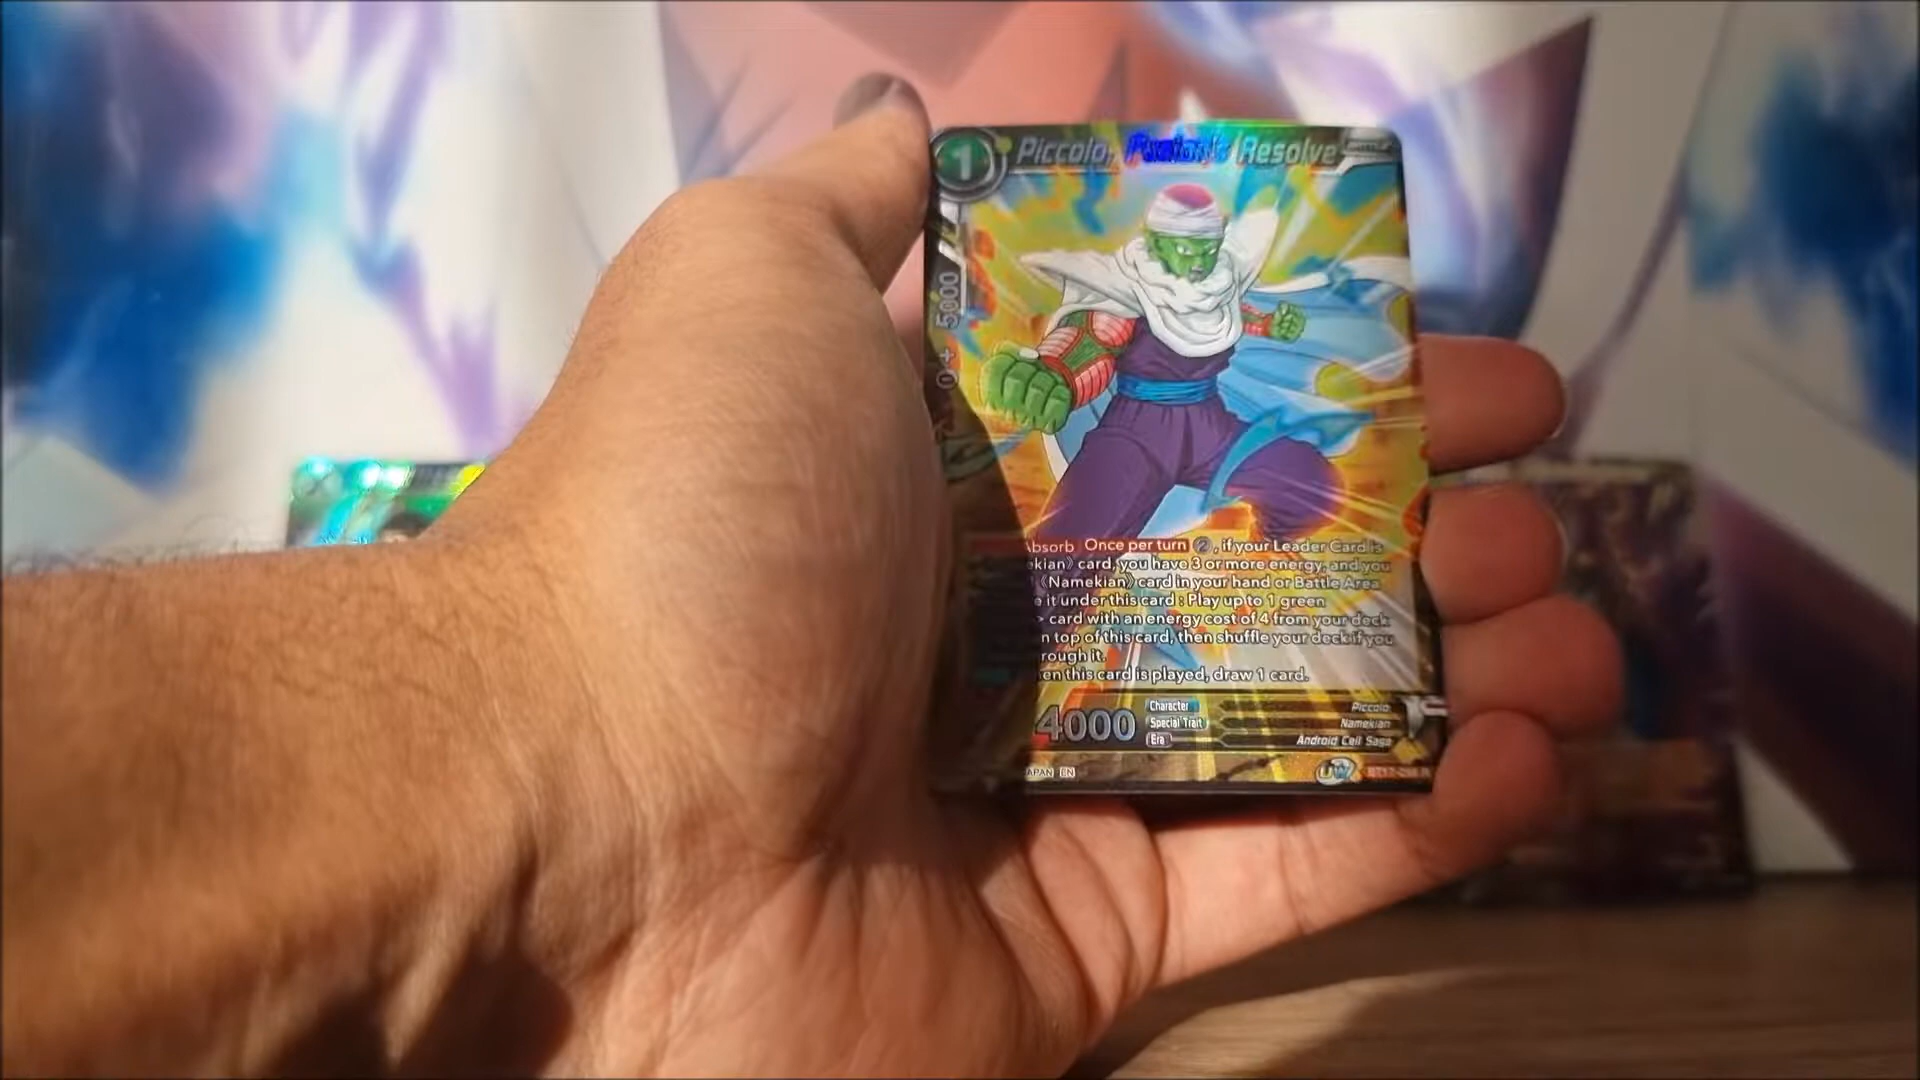 1 Piccolo, Resolve
5000
0+
Absorb Once per turn 2, if your Leader Card is
ekian》 card, you have 3 or more energy, and you
《Namekian》 card in your hand or Battle Area
e it under this card : Play up to 1 green
> card with an energy cost of 4 from your deck
n top of this card, then shuffle your deck if you
rough it.
en this card is played, draw 1 card.
4000
Character Piccolo
Special Trait Namekian
Era Android Cell Saga
APAN EN
UW